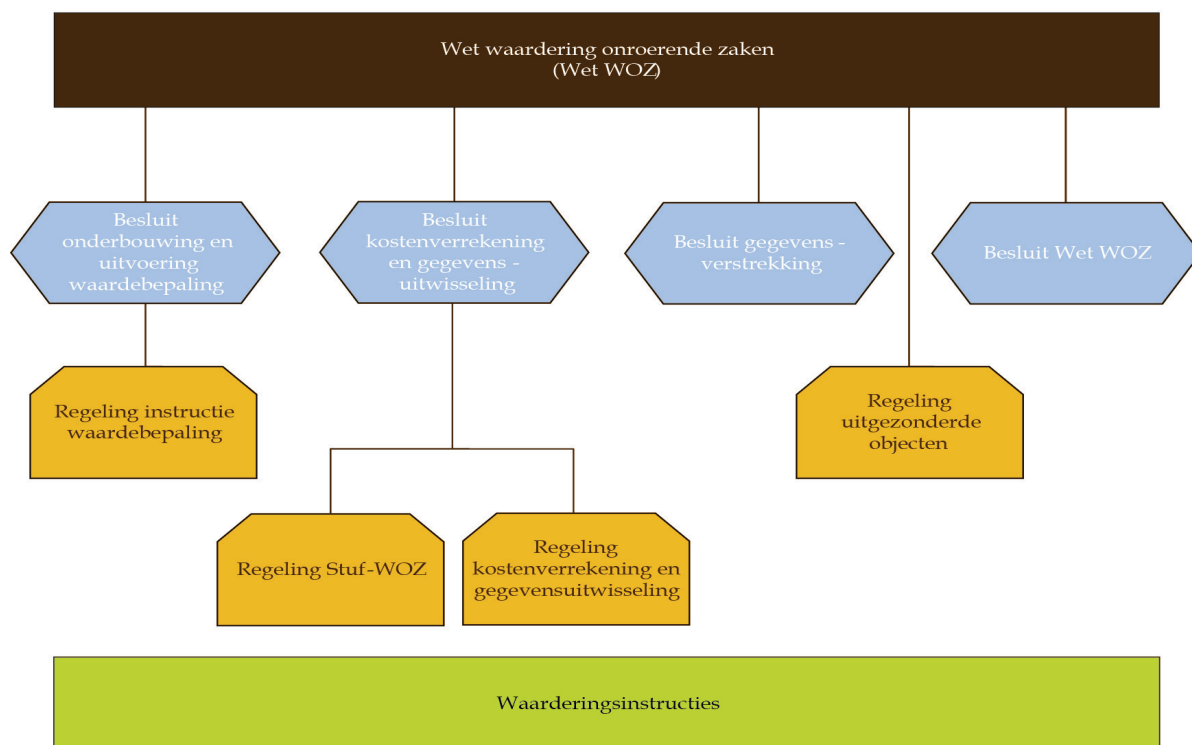 Wet waardering onroerende zaken
(Wet WOZ)
Besluit
onderbouwing en
uitvoering
waardebepaling
Besluit
kostenverrekening
en gegevens -
uitwisseling
Besluit gegevens -
verstrekking
Besluit Wet WOZ
Regeling instructie
waardebepaling
Regeling
uitgezonderde
objecten
Regeling Stuf-WOZ
Regeling
kostenverrekening en
gegevensuitwisseling
Waarderingsinstructies